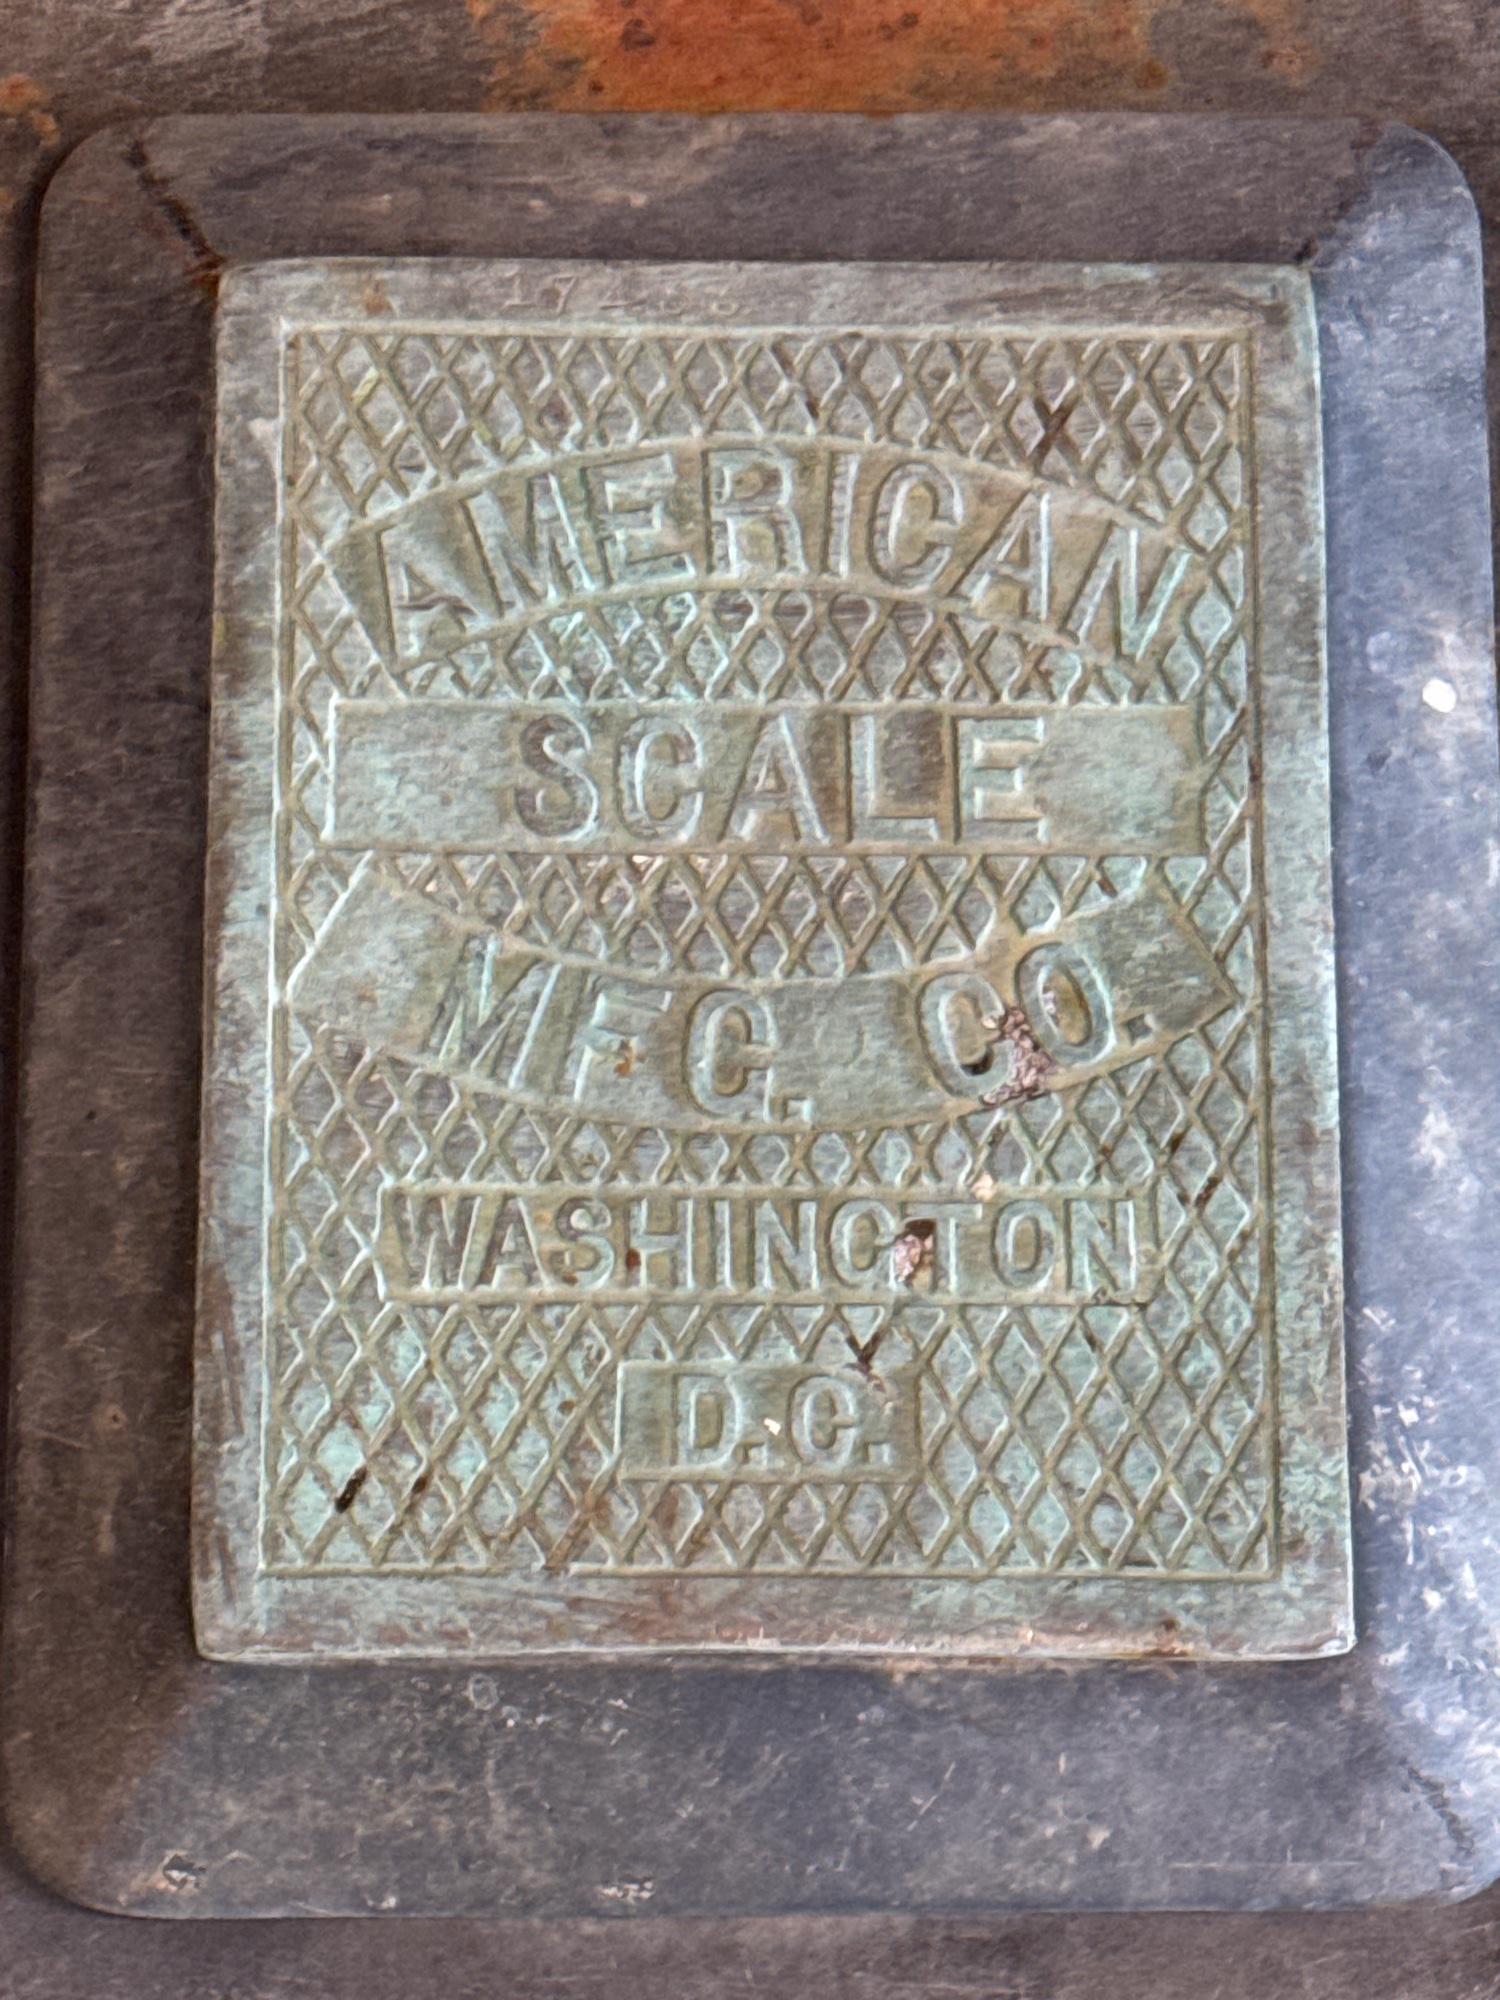 AMERICAN
SCALE
MFG. CO.
WASHINGTON
D.C.